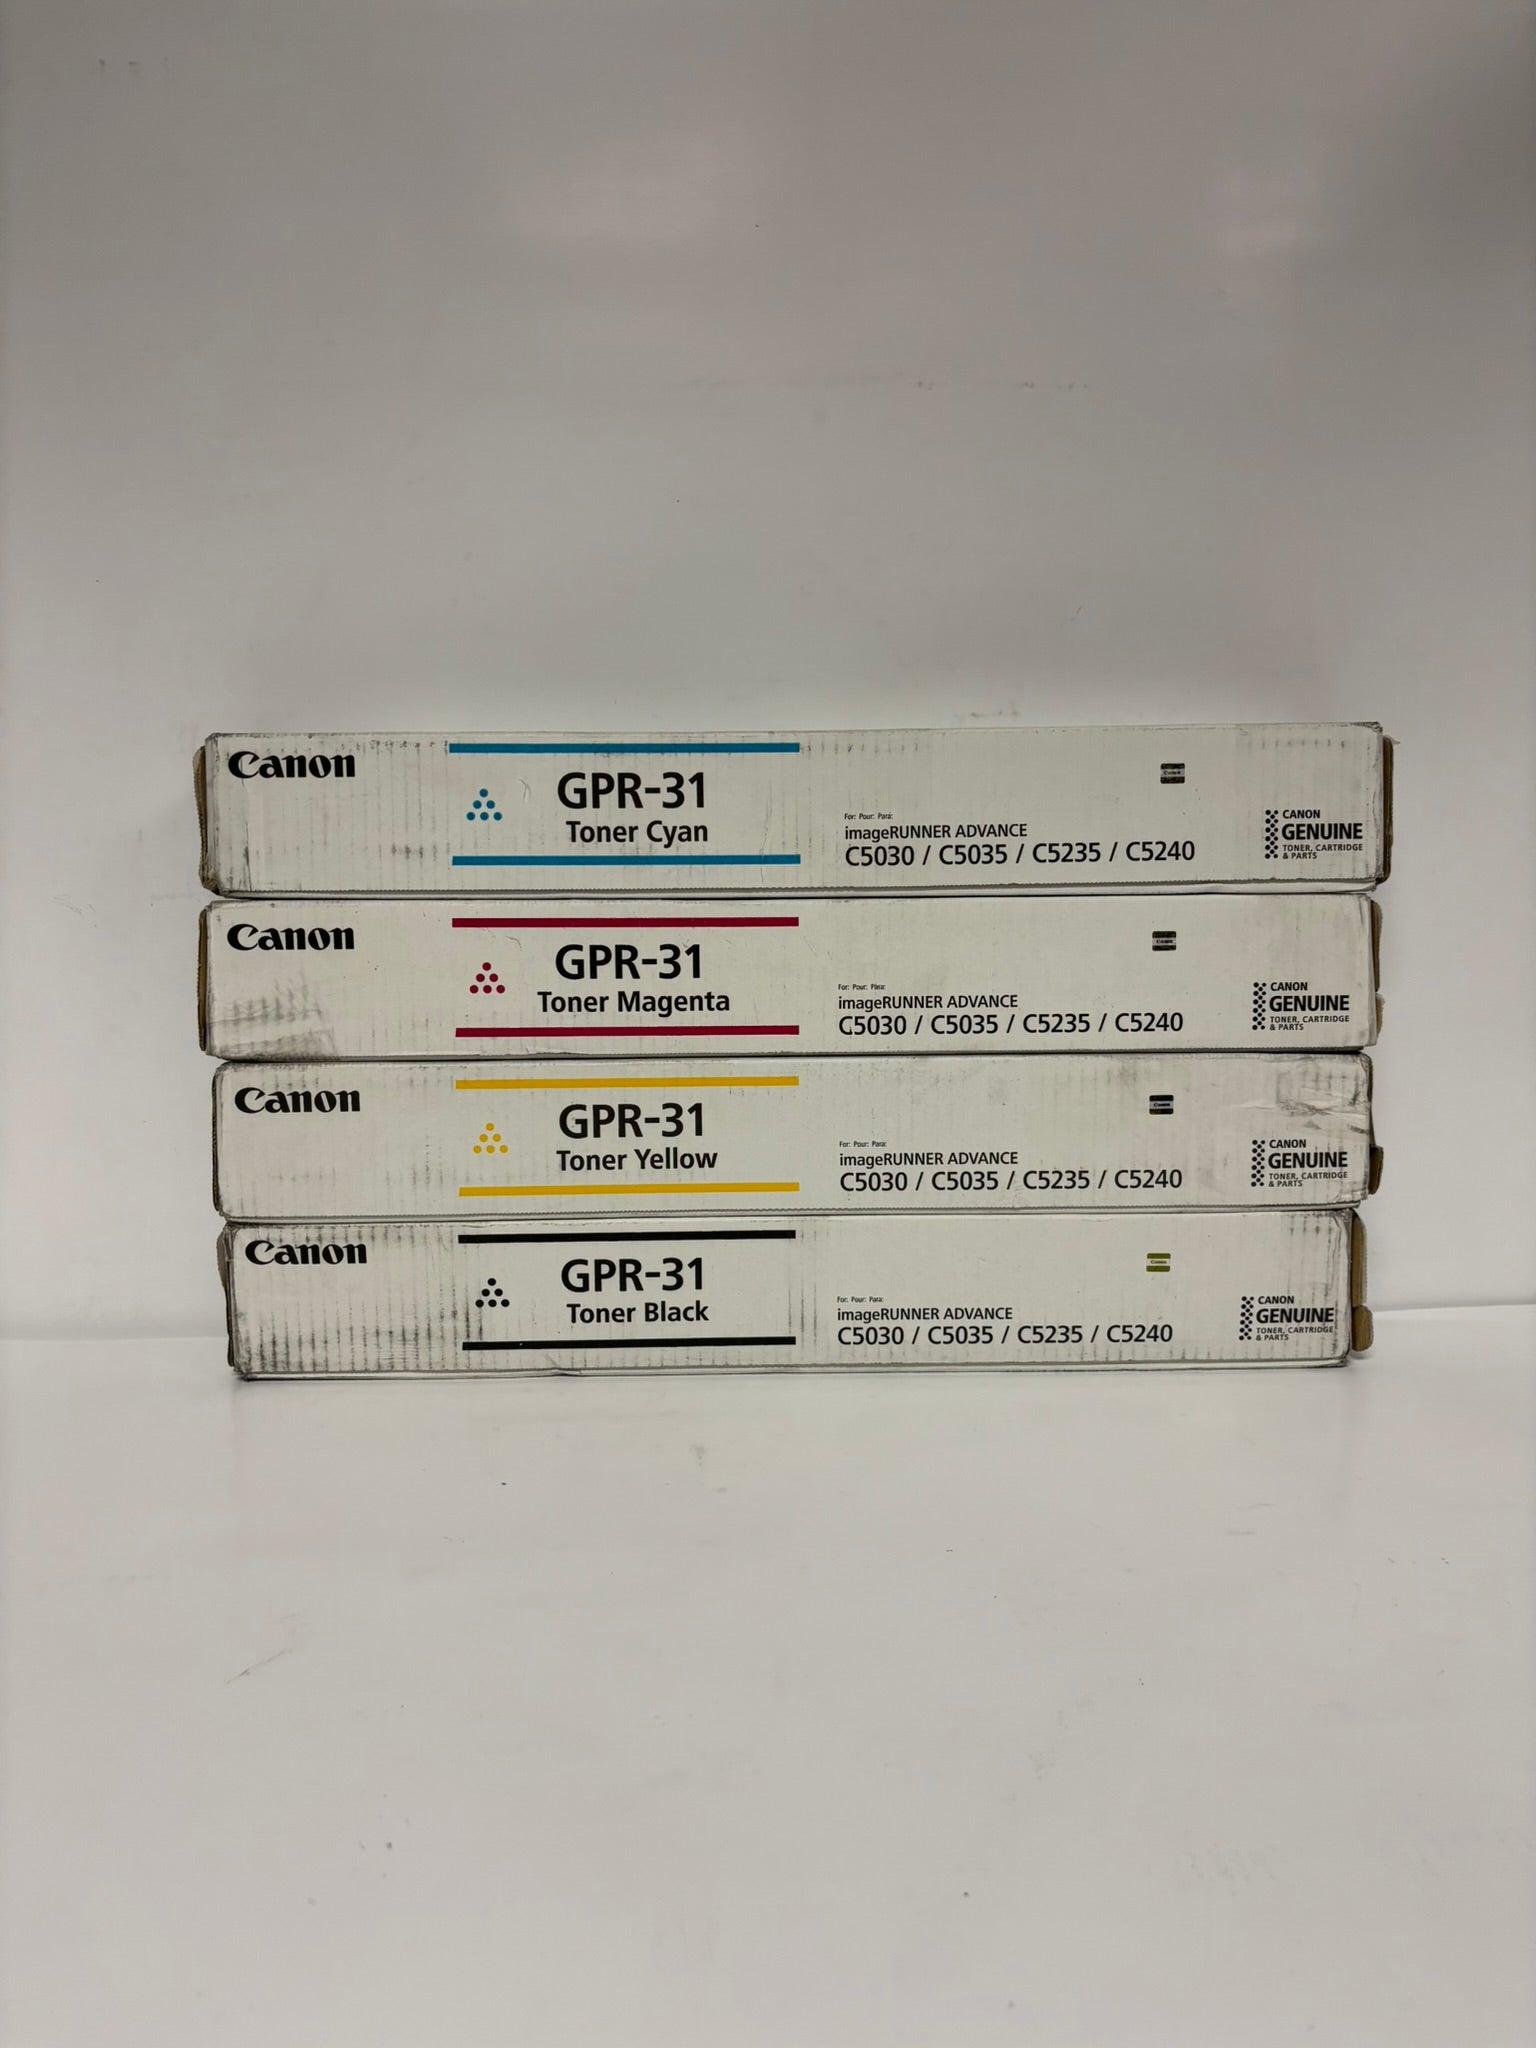 Canon
GPR-31
Toner Cyan
Canon
For: Pour: Para:
imageRUNNER ADVANCE
C5030 / C5035 / C5235 / C5240
CANON
GENUINE
TONER, CARTRIDGE
& PARTS
Canon
GPR-31
Toner Magenta
Canon
For: Pour: Para:
imageRUNNER ADVANCE
C5030 / C5035 / C5235 / C5240
CANON
GENUINE
TONER, CARTRIDGE
& PARTS
Canon
GPR-31
Toner Yellow
Canon
For: Pour: Para:
imageRUNNER ADVANCE
C5030 / C5035 / C5235 / C5240
CANON
GENUINE
TONER, CARTRIDGE
& PARTS
Canon
GPR-31
Toner Black
Canon
For: Pour: Para:
imageRUNNER ADVANCE
C5030 / C5035 / C5235 / C5240
CANON
GENUINE
TONER, CARTRIDGE
& PARTS